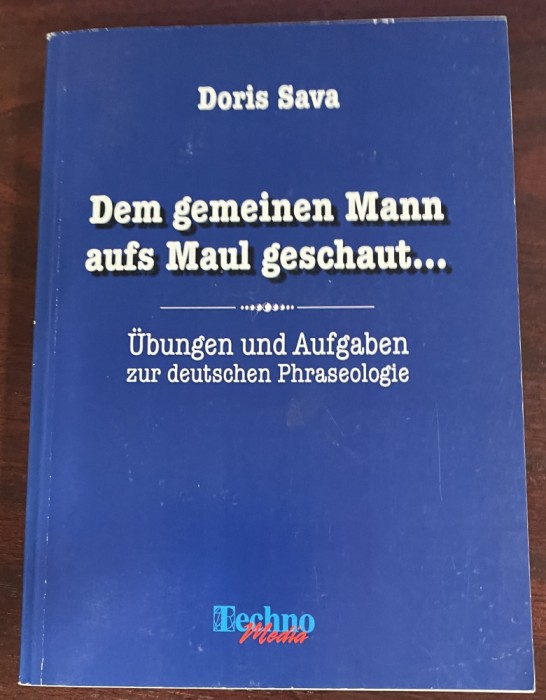 Doris Sava
Dem gemeinen Mann
aufs Maul geschaut...
Übungen und Aufgaben
zur deutschen Phraseologie
Techno
Media